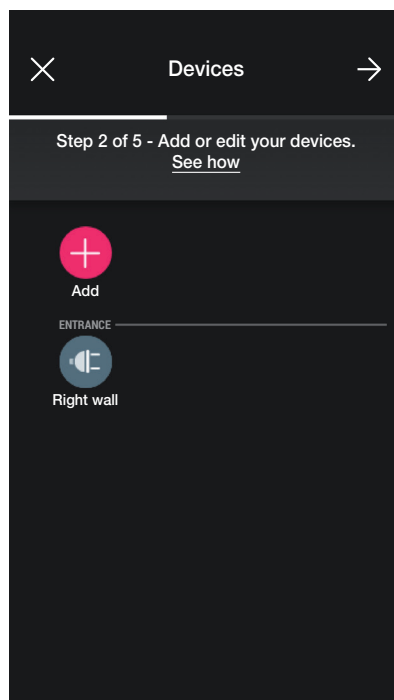 Devices
Step 2 of 5 - Add or edit your devices.
See how
Add
ENTRANCE
Right wall